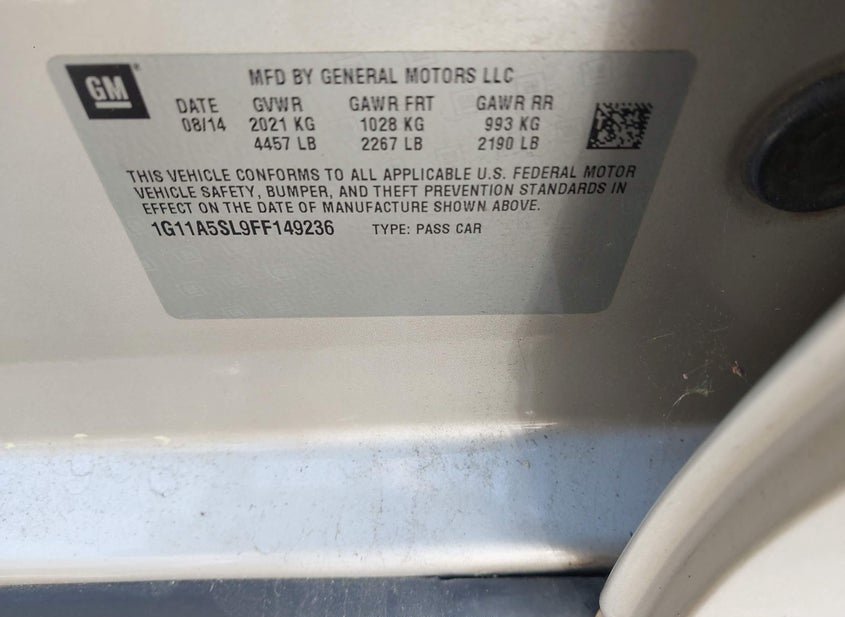 GM
MFD BY GENERAL MOTORS LLC
DATE GVWR GAWR FRT GAWR RR
08/14 2021 KG 1028 KG 993 KG
4457 LB 2267 LB 2190 LB
THIS VEHICLE CONFORMS TO ALL APPLICABLE U.S. FEDERAL MOTOR
VEHICLE SAFETY, BUMPER, AND THEFT PREVENTION STANDARDS IN
EFFECT ON THE DATE OF MANUFACTURE SHOWN ABOVE.
1G11A5SL9FF149236 TYPE: PASS CAR